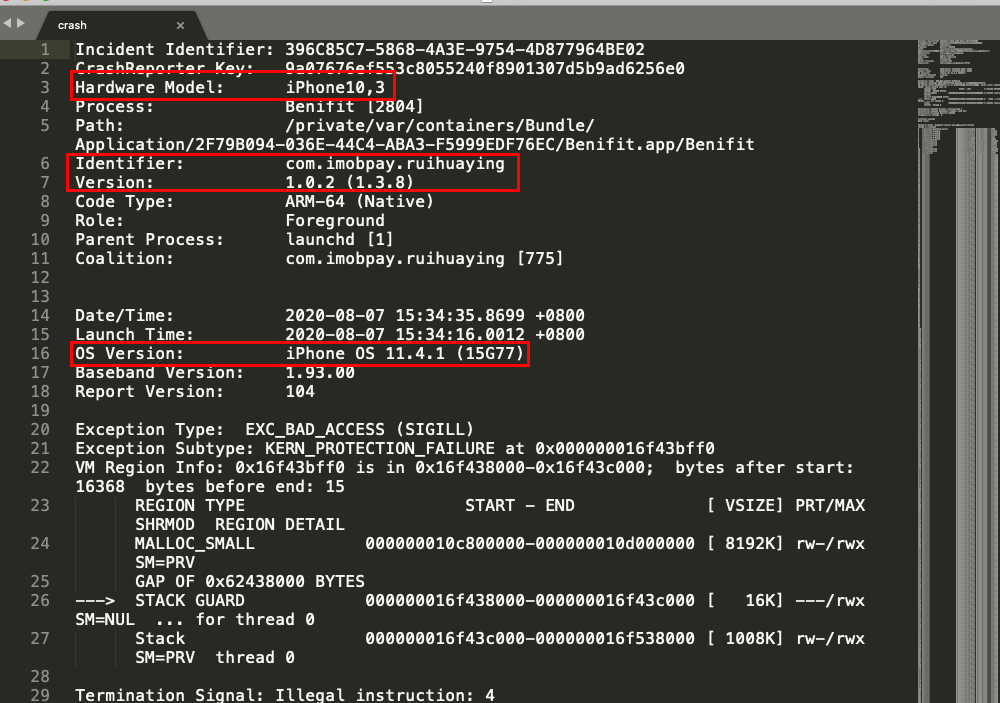 crash
1 Incident Identifier: 396C85C7-5868-4A3E-9754-4D877964BE02
2 CrashReporter Key: 9a07676ef553c8055240f8901307d5b9ad6256e0
3 Hardware Model: iPhone10,3
4 Process: Benifit [2804]
5 Path: /private/var/containers/Bundle/
Application/2F79B094-036E-44C4-ABA3-F5999EDF76EC/Benifit.app/Benifit
6 Identifier: com.imobpay.ruihuaying
7 Version: 1.0.2 (1.3.8)
8 Code Type: ARM-64 (Native)
9 Role: Foreground
10 Parent Process: launchd [1]
11 Coalition: com.imobpay.ruihuaying [775]
12
13
14 Date/Time: 2020-08-07 15:34:35.8699 +0800
15 Launch Time: 2020-08-07 15:34:16.0012 +0800
16 OS Version: iPhone OS 11.4.1 (15G77)
17 Baseband Version: 1.93.00
18 Report Version: 104
19
20 Exception Type: EXC_BAD_ACCESS (SIGILL)
21 Exception Subtype: KERN_PROTECTION_FAILURE at 0x000000016f43bff0
22 VM Region Info: 0x16f43bff0 is in 0x16f438000-0x16f43c000; bytes after start:
16368 bytes before end: 15
23 REGION TYPE START - END [ VSIZE] PRT/MAX
SHRMOD REGION DETAIL
24 MALLOC_SMALL 000000010c800000-000000010d000000 [ 8192K] rw-/rwx
SM=PRV
25 GAP OF 0x62438000 BYTES
26 ---> STACK GUARD 000000016f438000-000000016f43c000 [ 16K] ---/rwx
SM=NUL ... for thread 0
27 Stack 000000016f43c000-000000016f538000 [ 1008K] rw-/rwx
SM=PRV thread 0
28
29 Termination Signal: Illegal instruction: 4